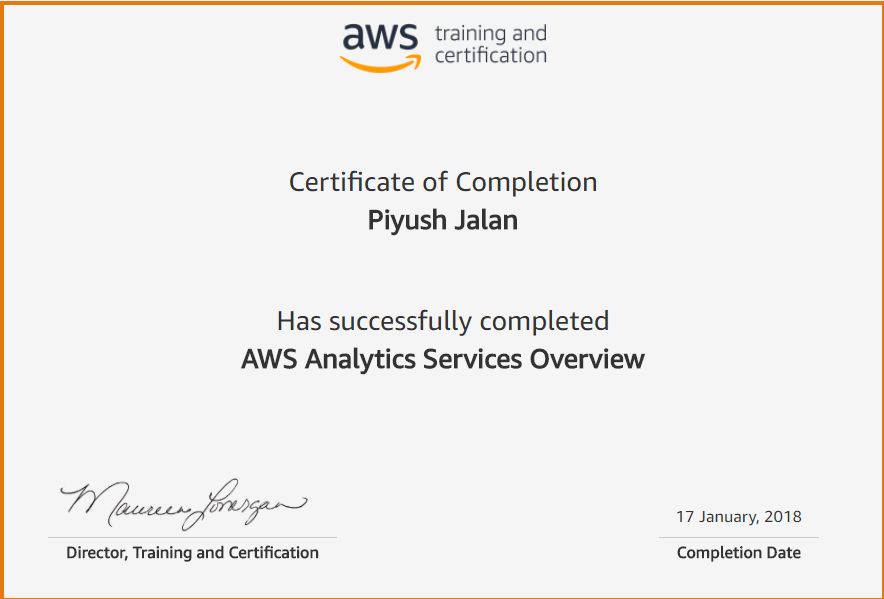 aws training and
certification
Certificate of Completion
Piyush Jalan
Has successfully completed
AWS Analytics Services Overview
Maureen Lonergan
17 January, 2018
Director, Training and Certification
Completion Date